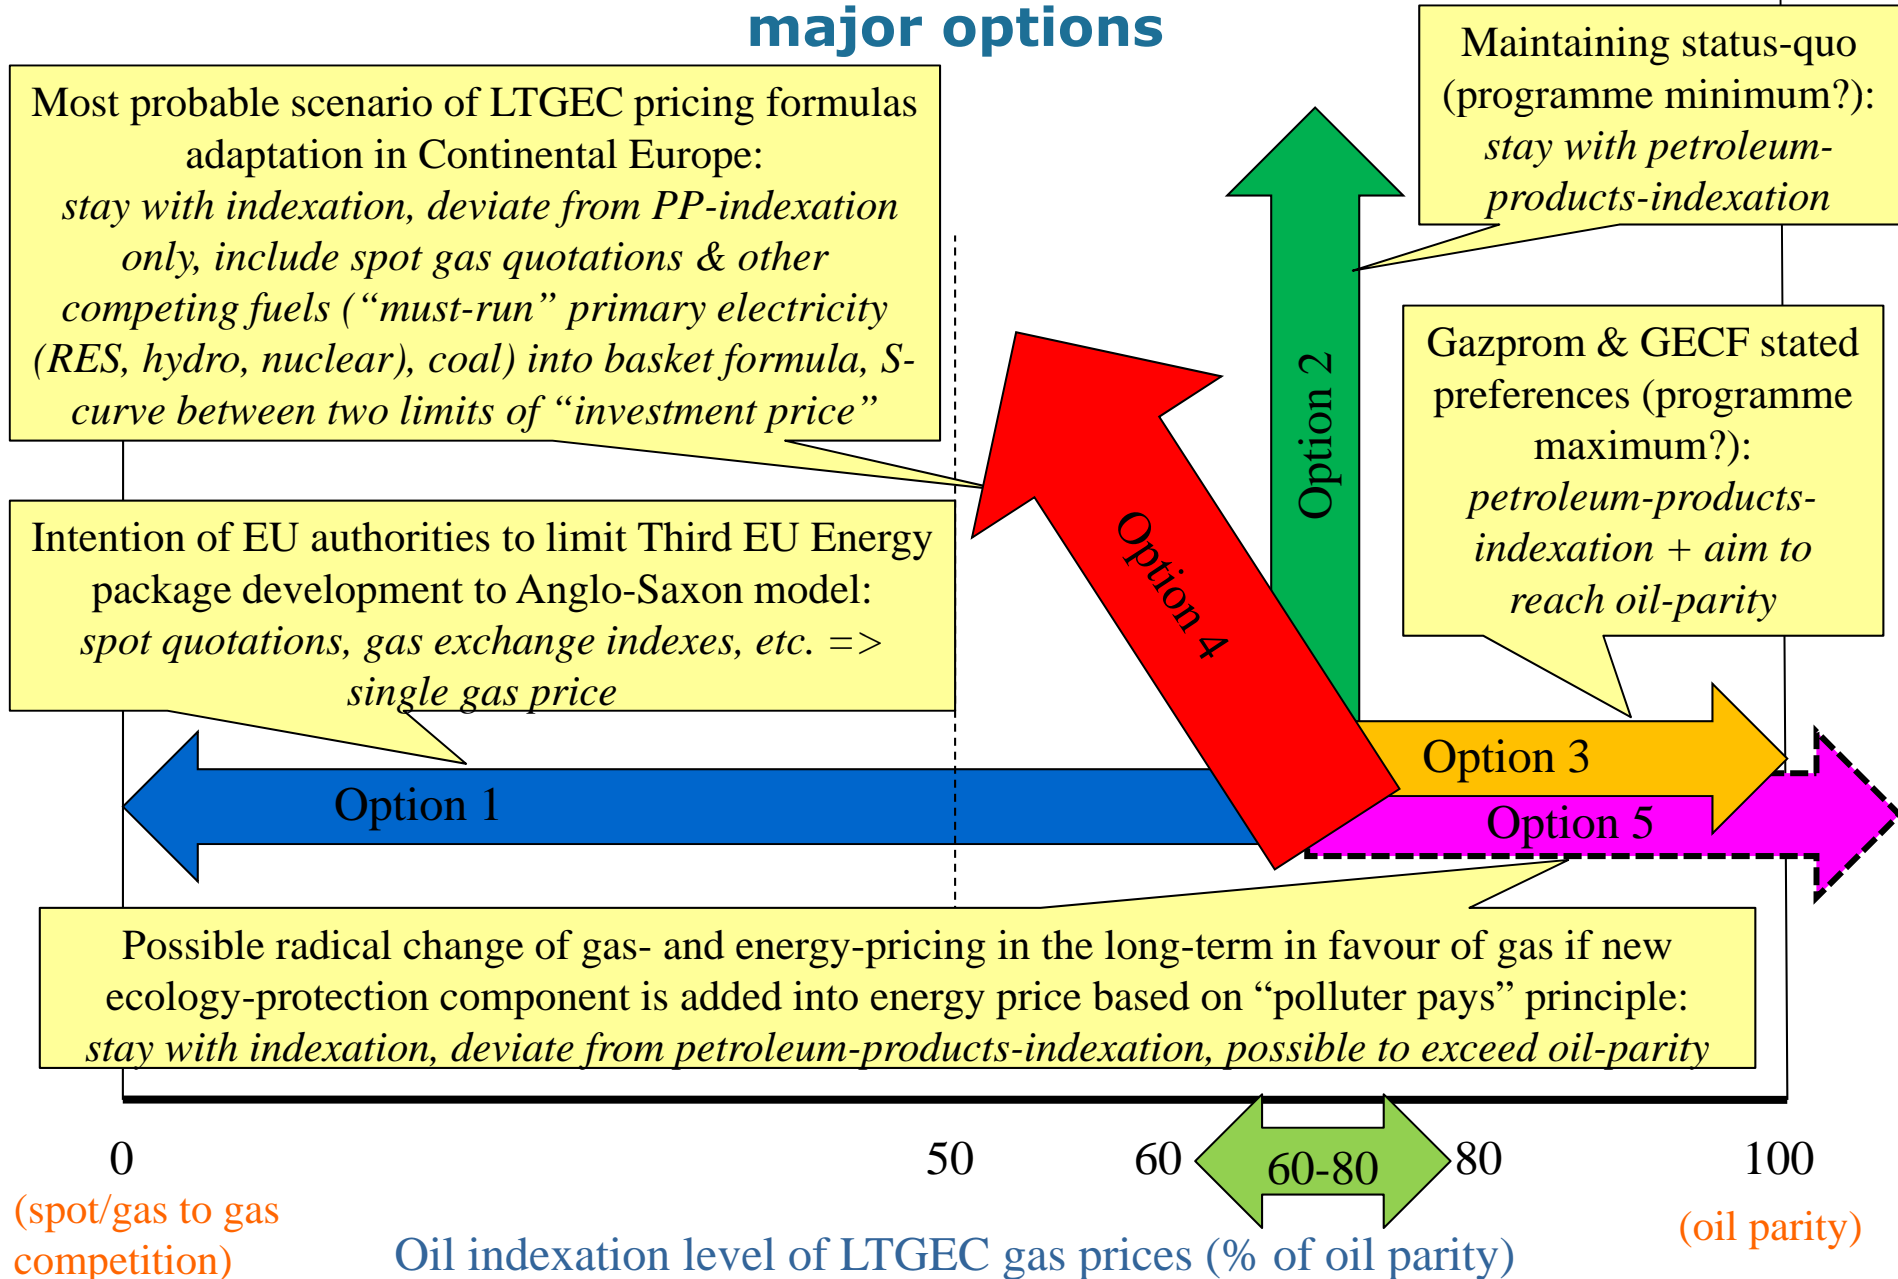 major options
Most probable scenario of LTGEC pricing formulas
adaptation in Continental Europe:
stay with indexation, deviate from PP-indexation
only, include spot gas quotations & other
competing fuels (“must-run” primary electricity
(RES, hydro, nuclear), coal) into basket formula, S-
curve between two limits of “investment price”
Maintaining status-quo
(programme minimum?):
stay with petroleum-
products-indexation
Gazprom & GECF stated
preferences (programme
maximum?):
petroleum-products-
indexation + aim to
reach oil-parity
Intention of EU authorities to limit Third EU Energy
package development to Anglo-Saxon model:
spot quotations, gas exchange indexes, etc. =>
single gas price
Option 2
Option 4
Option 3
Option 1
Option 5
Possible radical change of gas- and energy-pricing in the long-term in favour of gas if new
ecology-protection component is added into energy price based on “polluter pays” principle:
stay with indexation, deviate from petroleum-products-indexation, possible to exceed oil-parity
0 50 60 60-80 80 100
(spot/gas to gas
competition)
(oil parity)
Oil indexation level of LTGEC gas prices (% of oil parity)